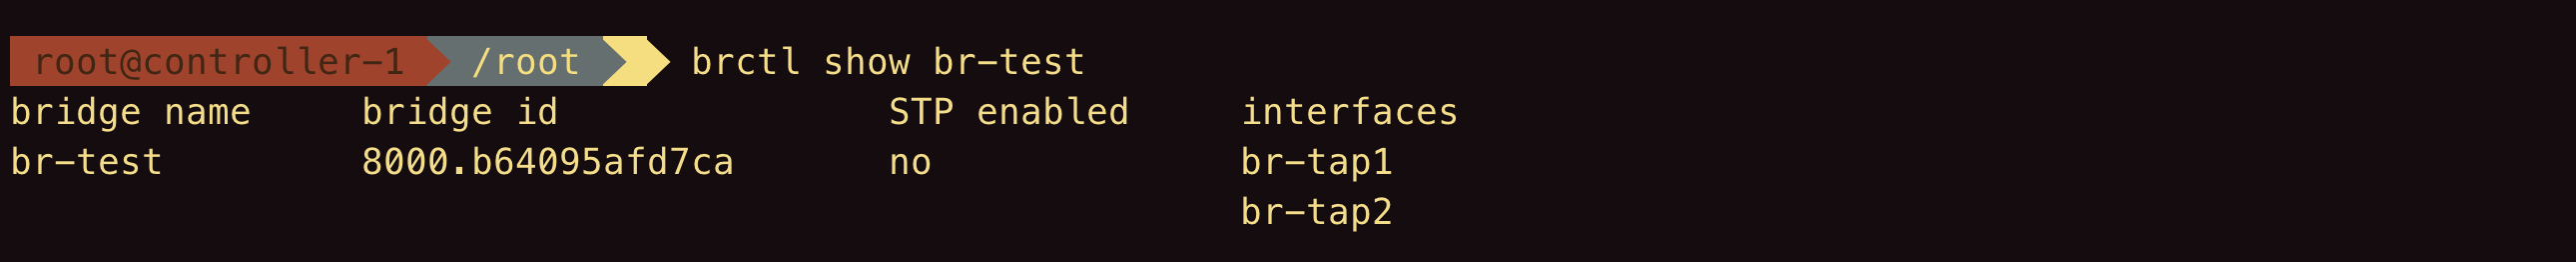 root@controller-1 /root brctl show br-test
bridge name bridge id STP enabled interfaces
br-test 8000.b64095afd7ca no br-tap1
br-tap2